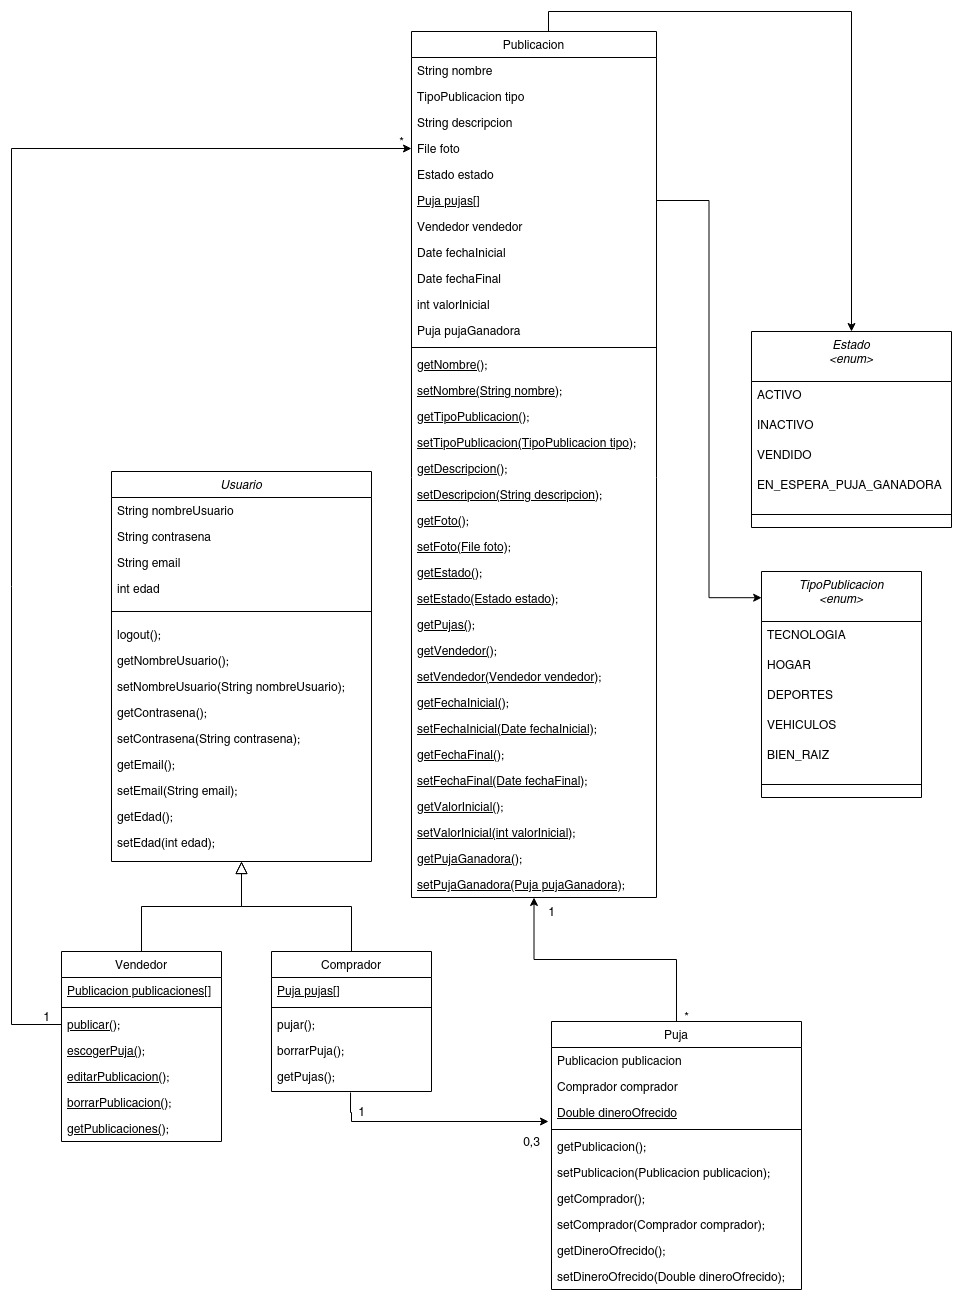 Publicacion
String nombre
TipoPublicacion tipo
String descripcion
File foto
Estado estado
Puja pujas[]
Vendedor vendedor
Date fechaInicial
Date fechaFinal
int valorInicial
Puja pujaGanadora
getNombre();
setNombre(String nombre);
getTipoPublicacion();
setTipoPublicacion(TipoPublicacion tipo);
getDescripcion();
setDescripcion(String descripcion);
getFoto();
setFoto(File foto);
getEstado();
setEstado(Estado estado);
getPujas();
getVendedor();
setVendedor(Vendedor vendedor);
getFechaInicial();
setFechaInicial(Date fechaInicial);
getFechaFinal();
setFechaFinal(Date fechaFinal);
getValorInicial();
setValorInicial(int valorInicial);
getPujaGanadora();
setPujaGanadora(Puja pujaGanadora);
*
Estado
<enum>
ACTIVO
INACTIVO
VENDIDO
EN_ESPERA_PUJA_GANADORA
TipoPublicacion
<enum>
TECNOLOGIA
HOGAR
DEPORTES
VEHICULOS
BIEN_RAIZ
Usuario
String nombreUsuario
String contrasena
String email
int edad
logout();
getNombreUsuario();
setNombreUsuario(String nombreUsuario);
getContrasena();
setContrasena(String contrasena);
getEmail();
setEmail(String email);
getEdad();
setEdad(int edad);
Vendedor
Publicacion publicaciones[]
publicar();
escogerPuja();
editarPublicacion();
borrarPublicacion();
getPublicaciones();
1
Comprador
Puja pujas[]
pujar();
borrarPuja();
getPujas();
1
0,3
1
*
Puja
Publicacion publicacion
Comprador comprador
Double dineroOfrecido
getPublicacion();
setPublicacion(Publicacion publicacion);
getComprador();
setComprador(Comprador comprador);
getDineroOfrecido();
setDineroOfrecido(Double dineroOfrecido);